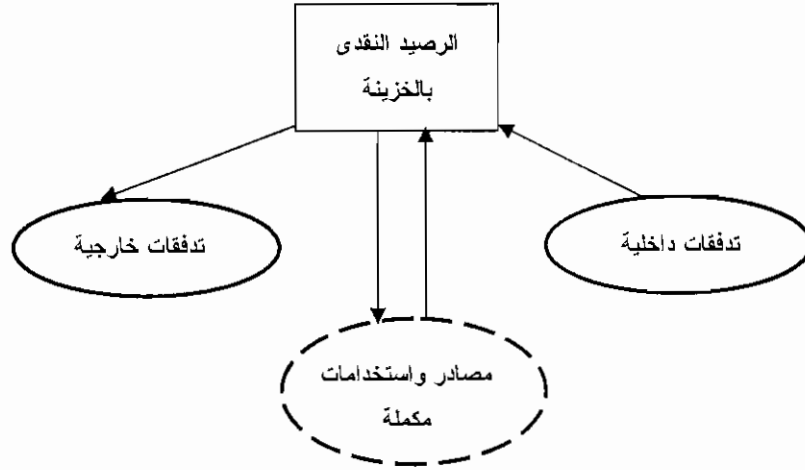 الرصيد النقدى
بالخزينة
تدفقات داخلية
تدفقات خارجية
مصادر واستخدامات
مكملة